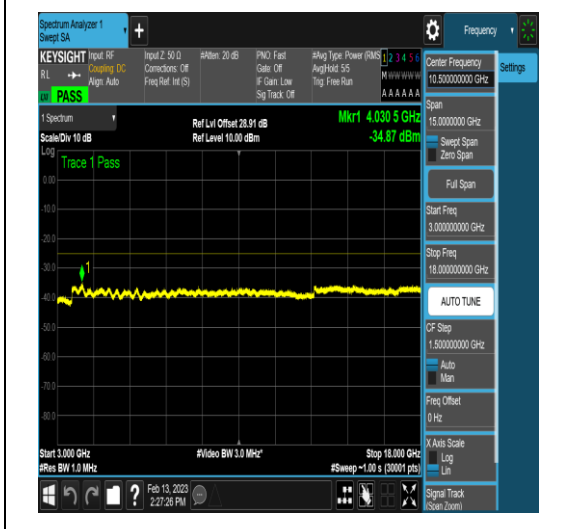 Spectrum Analyzer 1
Swept SA
+
Frequency
KEYSIGHT
RL
PASS
Input: RF
Coupling: DC
Align: Auto
Input Z: 50 Ω
Corrections: Off
Freq Ref: Int (S)
#Atten: 20 dB
PNO: Fast
Gate: Off
IF Gain: Low
Sig Track: Off
#Avg Type: Power (RMS)
Avg|Hold: 5/5
Trig: Free Run
1 2 3 4 5 6
M W W W W W
A A A A A A
1 Spectrum
Scale/Div 10 dB
Ref Lvl Offset 28.91 dB
Ref Level 10.00 dBm
Mkr1 4.030 5 GHz
-34.87 dBm
Log
Trace 1 Pass
0.00
-10.0
-20.0
-30.0
1
-40.0
-50.0
-60.0
-70.0
-80.0
Start 3.000 GHz
#Res BW 1.0 MHz
#Video BW 3.0 MHz*
Stop 18.000 GHz
#Sweep ~1.00 s (30001 pts)
Feb 13, 2023
2:27:26 PM
?
Settings
Center Frequency
10.500000000 GHz
Span
15.0000000 GHz
Swept Span
Zero Span
Full Span
Start Freq
3.000000000 GHz
Stop Freq
18.000000000 GHz
AUTO TUNE
CF Step
1.500000000 GHz
Auto
Man
Freq Offset
0 Hz
X Axis Scale
Log
Lin
Signal Track
(Span Zoom)